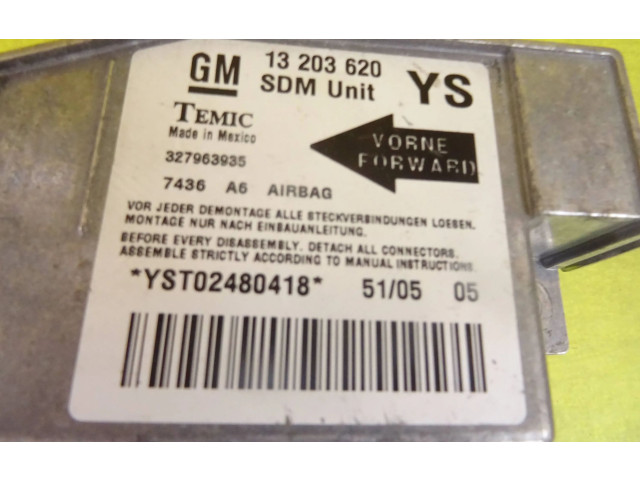 GM 13 203 620 YS
SDM Unit
TEMIC
Made in Mexico
VORNE
FORWARD
327963935
7436 A6 AIRBAG
VOR JEDER DEMONTAGE ALLE STECKVERBINDUNGEN LOESEN.
MONTAGE NUR NACH EINBAUANLEITUNG.
BEFORE EVERY DISASSEMBLY. DETACH ALL CONNECTORS.
ASSEMBLE STRICTLY ACCORDING TO MANUAL INSTRUCTIONS
*YST02480418* 51/05 05